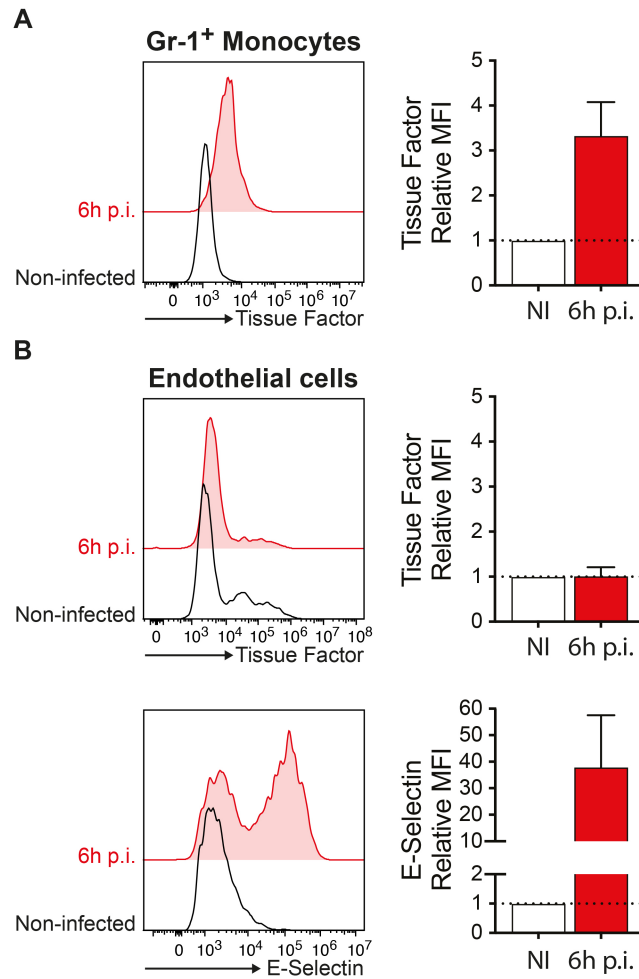 A
Gr-1⁺ Monocytes
6h p.i.
Non-infected
0 10³ 10⁴ 10⁵ 10⁶ 10⁷
Tissue Factor
Tissue Factor
Relative MFI
5
4
3
2
1
0
NI 6h p.i.
B
Endothelial cells
6h p.i.
Non-infected
0 10³ 10⁴ 10⁵ 10⁶ 10⁷ 10⁸
Tissue Factor
Tissue Factor
Relative MFI
5
4
3
2
1
0
NI 6h p.i.
6h p.i.
Non-infected
0 10³ 10⁴ 10⁵ 10⁶ 10⁷
E-Selectin
E-Selectin
Relative MFI
60
50
40
30
20
10
2
1
0
NI 6h p.i.